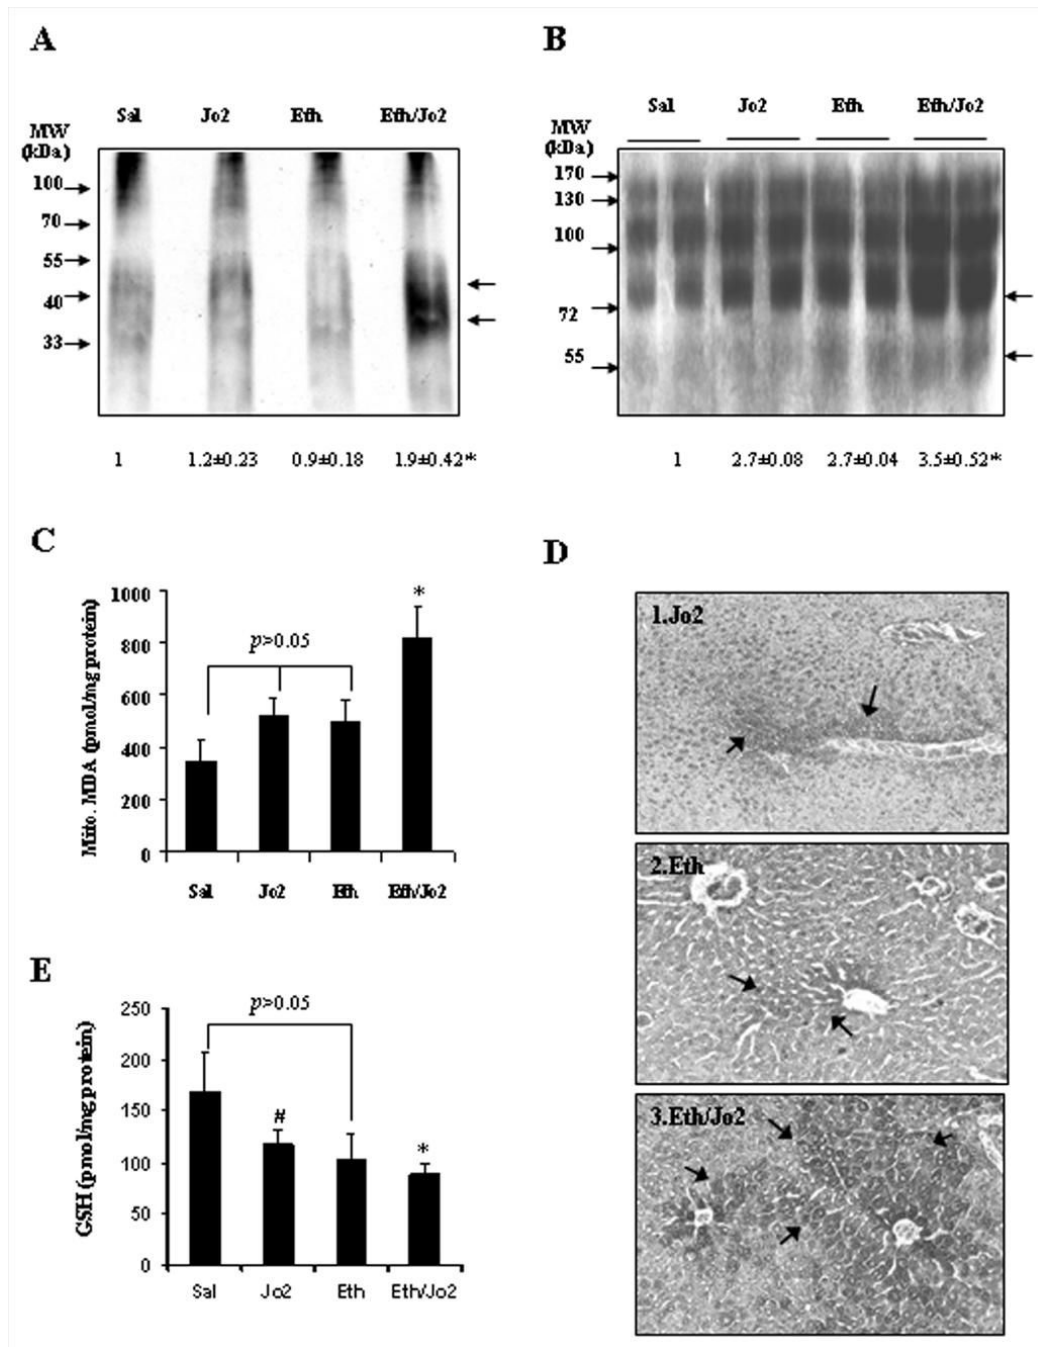 A
Sal Jo2 Eth Eth/Jo2
MW
(kDa)
100
70
55
40
33
1 1.2±0.23 0.9±0.18 1.9±0.42*
B
Sal Jo2 Eth Eth/Jo2
MW
(kDa)
170
130
100
72
55
1 2.7±0.08 2.7±0.04 3.5±0.52*
C
Mito. MDA (pmol/mg protein)
1000
800
600
400
200
0
p>0.05
*
Sal Jo2 Eth Eth/Jo2
D
1.Jo2
2.Eth
3.Eth/Jo2
E
GSH (pmol/mg protein)
250
200
150
100
50
0
p>0.05
#
*
Sal Jo2 Eth Eth/Jo2